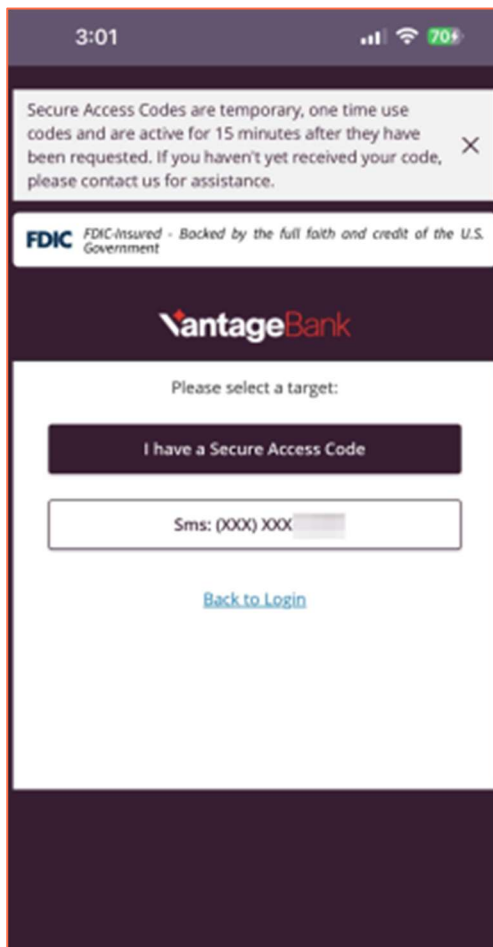 3:01
70
Secure Access Codes are temporary, one time use
codes and are active for 15 minutes after they have
been requested. If you haven't yet received your code,
please contact us for assistance.
FDIC FDIC-Insured - Backed by the full faith and credit of the U.S.
Government
VantageBank
Please select a target:
I have a Secure Access Code
Sms: (XXX) XXX
Back to Login